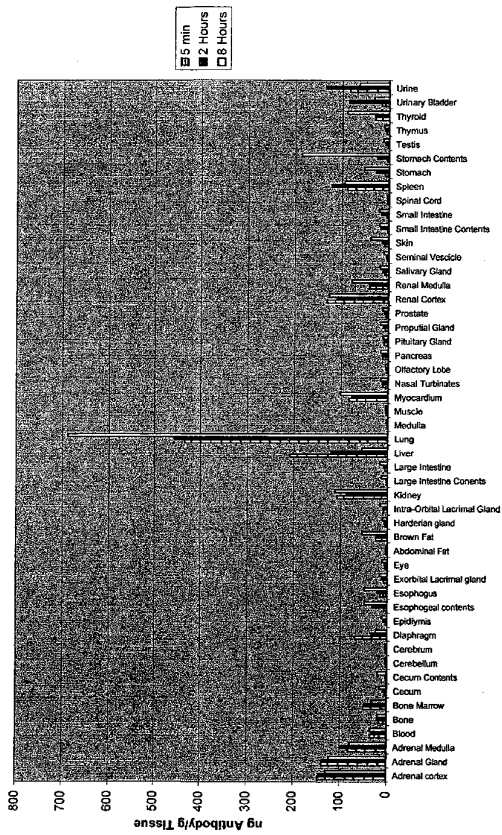 5 min
2 Hours
8 Hours
ng Antibody/g Tissue
800
700
600
500
400
300
200
100
0
Urine
Urinary Bladder
Thyroid
Thymus
Testis
Stomach Contents
Stomach
Spleen
Spinal Cord
Small Intestine
Small Intestine Contents
Skin
Seminal Vescicle
Salivary Gland
Renal Medulla
Renal Cortex
Prostate
Preputial Gland
Pituitary Gland
Pancreas
Olfactory Lobe
Nasal Turbinates
Myocardium
Muscle
Medulla
Lung
Liver
Large Intestine
Large Intestine Conents
Kidney
Intra-Orbital Lacrimal Gland
Harderian gland
Brown Fat
Abdominal Fat
Eye
Exorbital Lacrimal gland
Esophogus
Esophogeal contents
Epidiymis
Diaphragm
Cerebrum
Cerebellum
Cecum Contents
Cecum
Bone Marrow
Bone
Blood
Adrenal Medulla
Adrenal Gland
Adrenal cortex